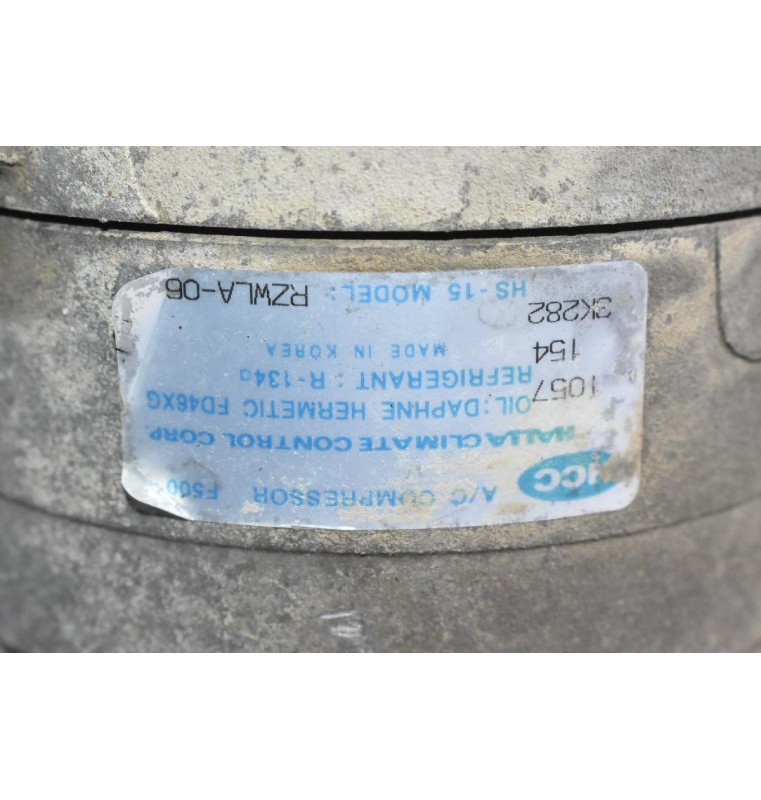 HCC A/C COMPRESSOR F500
HALLA CLIMATE CONTROL CORP.
OIL: DAPHNE HERMETIC FD46XG
1057 REFRIGERANT : R-134a
154 MADE IN KOREA
3K282
HS-15 MODEL: RZWLA-06